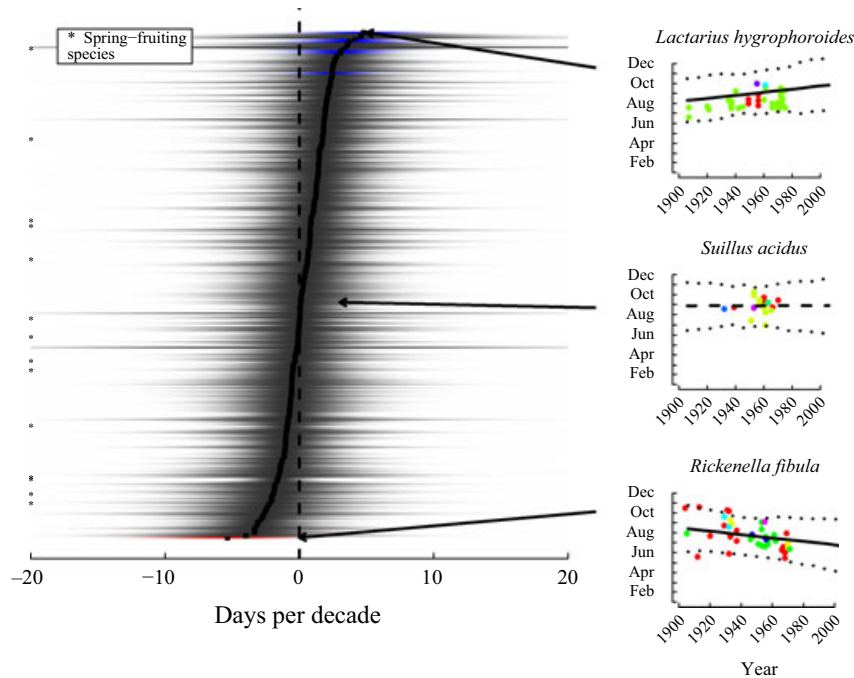 * Spring−fruiting
species
*
*
*
*
*
*
*
*
*
*
*
*
*
−20
−10
0
10
20
Days per decade
Lactarius hygrophoroides
Dec
Oct
Aug
Jun
Apr
Feb
1900
1920
1940
1960
1980
2000
Suillus acidus
Dec
Oct
Aug
Jun
Apr
Feb
1900
1920
1940
1960
1980
2000
Rickenella fibula
Dec
Oct
Aug
Jun
Apr
Feb
1900
1920
1940
1960
1980
2000
Year